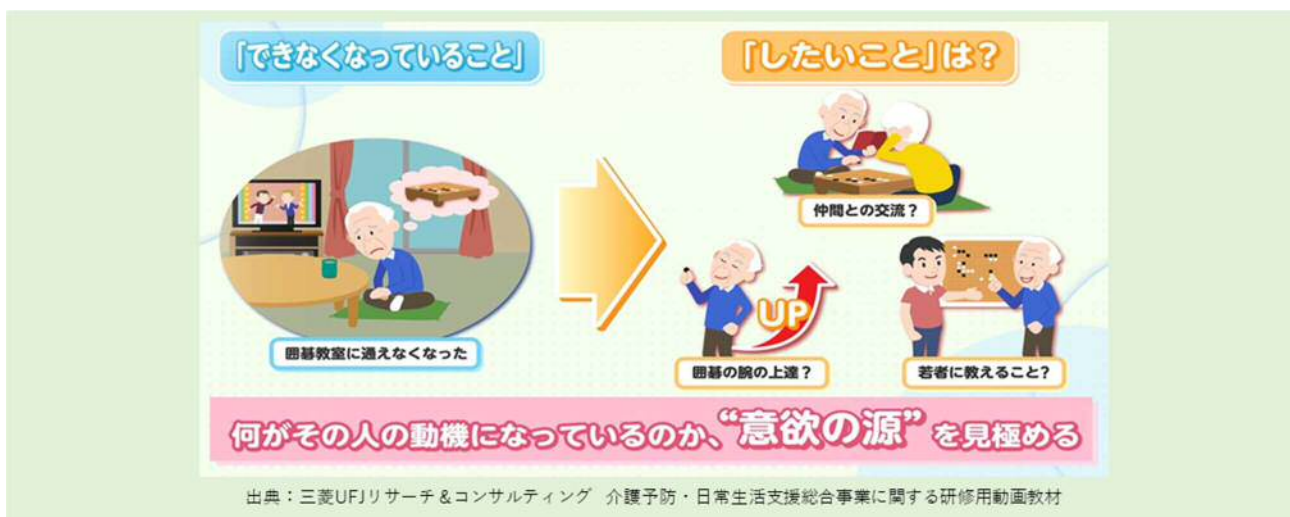 「できなくなっていること」
「したいこと」は？
仲間との交流？
囲碁教室に通えなくなった
UP
囲碁の腕の上達？
若者に教えること？
何がその人の動機になっているのか、“意欲の源”を見極める
出典：三菱UFJリサーチ＆コンサルティング 介護予防・日常生活支援総合事業に関する研修用動画教材